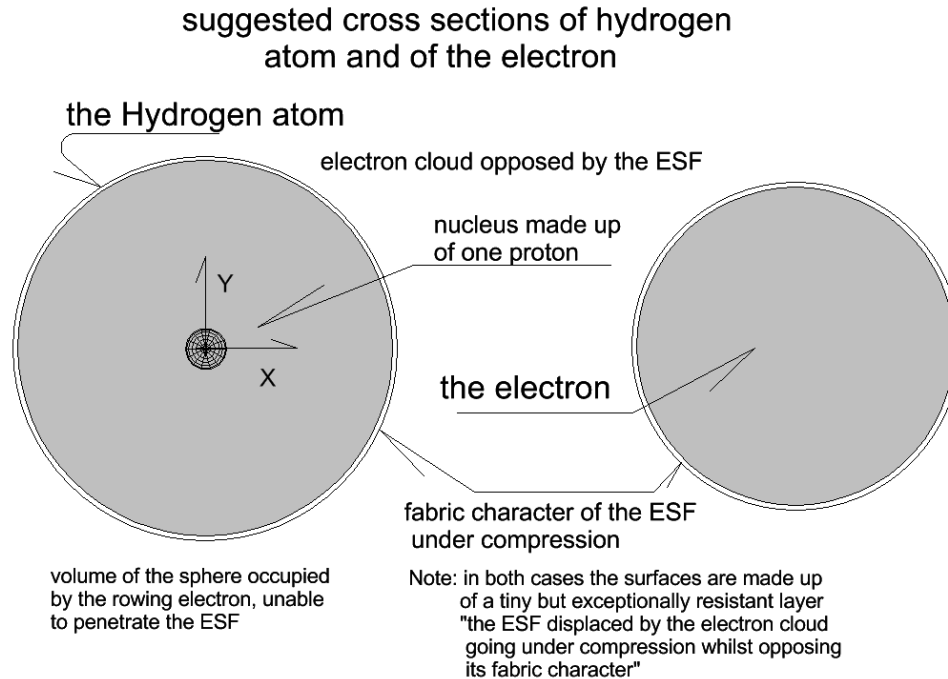 suggested cross sections of hydrogen
atom and of the electron
the Hydrogen atom
electron cloud opposed by the ESF
nucleus made up
of one proton
Y
X
the electron
fabric character of the ESF
under compression
volume of the sphere occupied
by the rowing electron, unable
to penetrate the ESF
Note: in both cases the surfaces are made up
of a tiny but exceptionally resistant layer
"the ESF displaced by the electron cloud
going under compression whilst opposing
its fabric character"